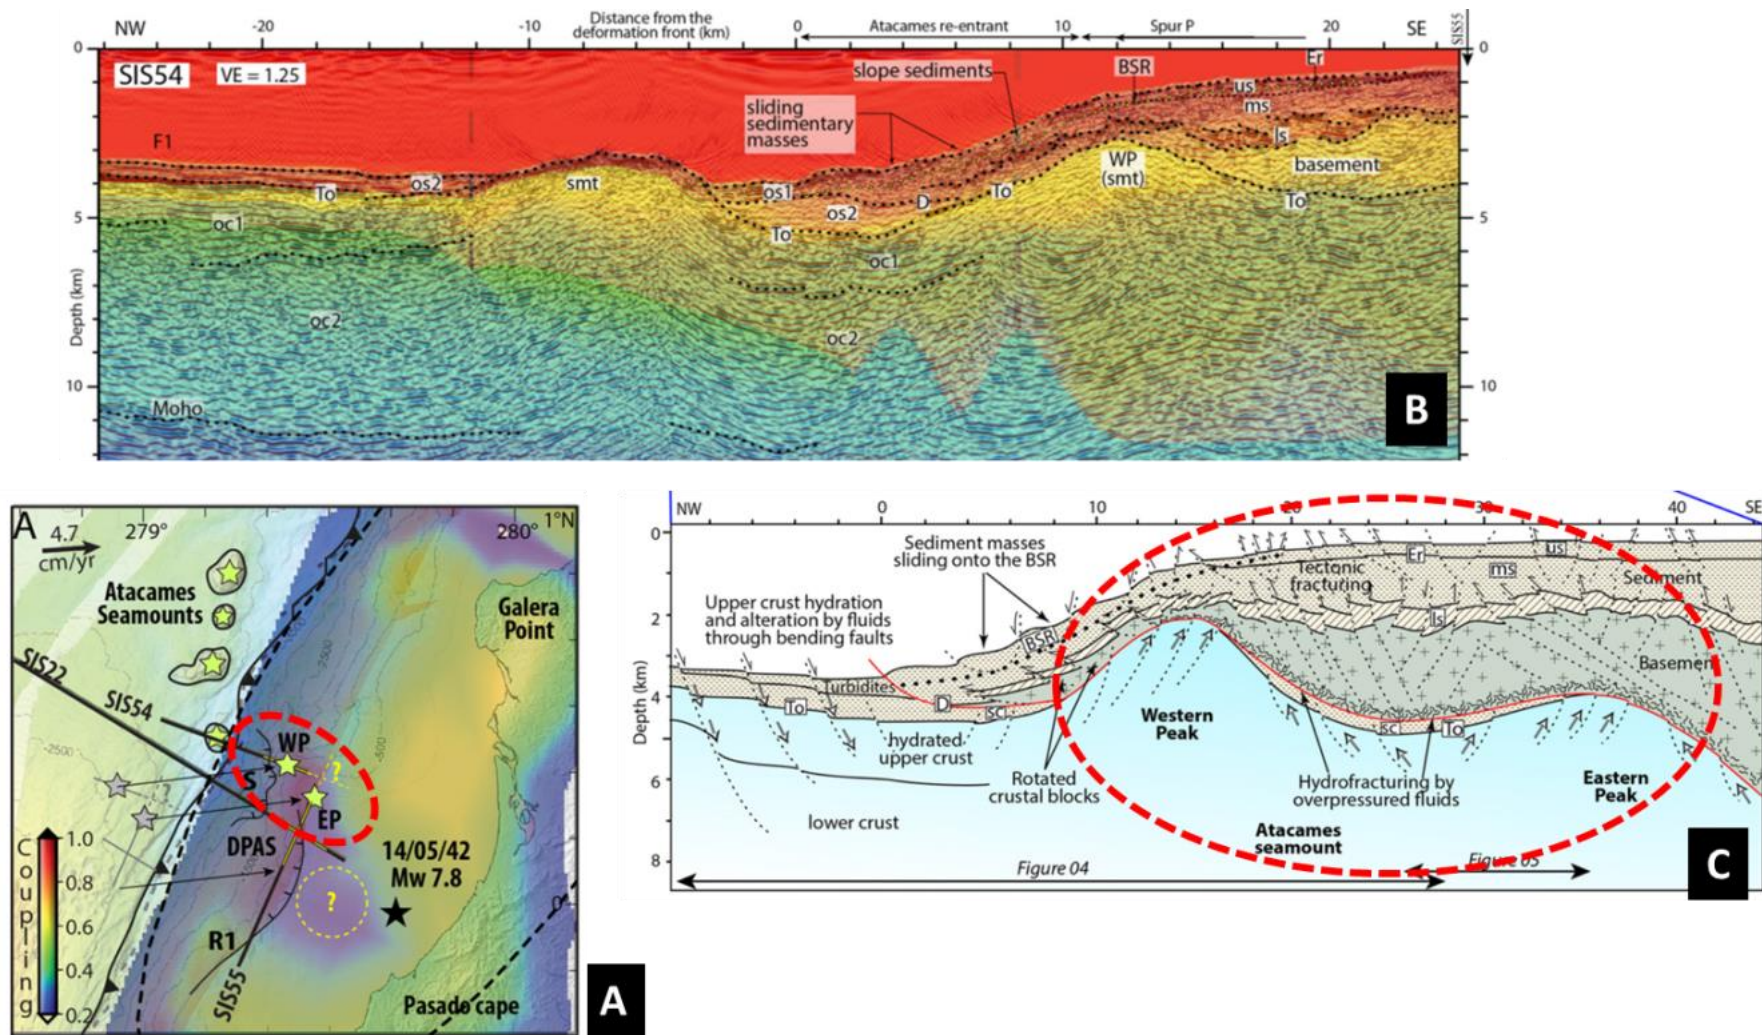 NW
-20
-10
Distance from the
deformation front (km)
0
Atacames re-entrant
10
Spur P
20
SE
SIS55
0
0
SIS54
VE = 1.25
slope sediments
BSR
Er
us
ms
sliding
sedimentary
masses
ls
F1
WP
(smt)
basement
To
os2
smt
os1
D
To
To
os2
5
5
oc1
To
oc1
Depth (km)
oc2
oc2
10
10
Moho
B
A
4.7
cm/yr
279°
280°
1°N
Atacames
Seamounts
Galera
Point
-2500
-500
SIS22
SIS54
-2500
WP
?
S
EP
DPAS
14/05/42
Mw 7.8
Coupling
1.0
0.8
0.6
0.4
0.2
?
0°
R1
SIS55
Pasado cape
A
NW
0
10
20
30
40
SE
0
Sediment masses
sliding onto the BSR
Er
us
ms
Tectonic
fracturing
Sediment
Upper crust hydration
and alteration by fluids
through bending faults
2
BSR
ls
Basement
Depth (km)
Turbidites
4
To
D
sc
Western
Peak
sc
To
hydrated
upper crust
6
Rotated
crustal blocks
Hydrofracturing by
overpressured fluids
Eastern
Peak
lower crust
Atacames
seamount
8
Figure 04
Figure 05
C